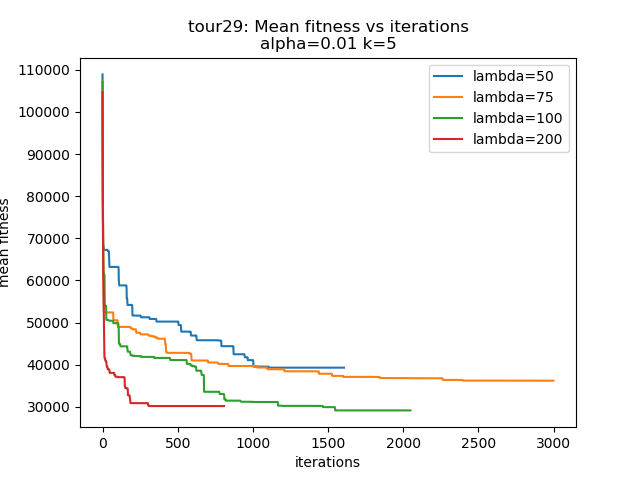 tour29: Mean fitness vs iterations
alpha=0.01 k=5
lambda=50
lambda=75
lambda=100
lambda=200
110000
100000
90000
80000
70000
60000
50000
40000
30000
mean fitness
0 500 1000 1500 2000 2500 3000
iterations